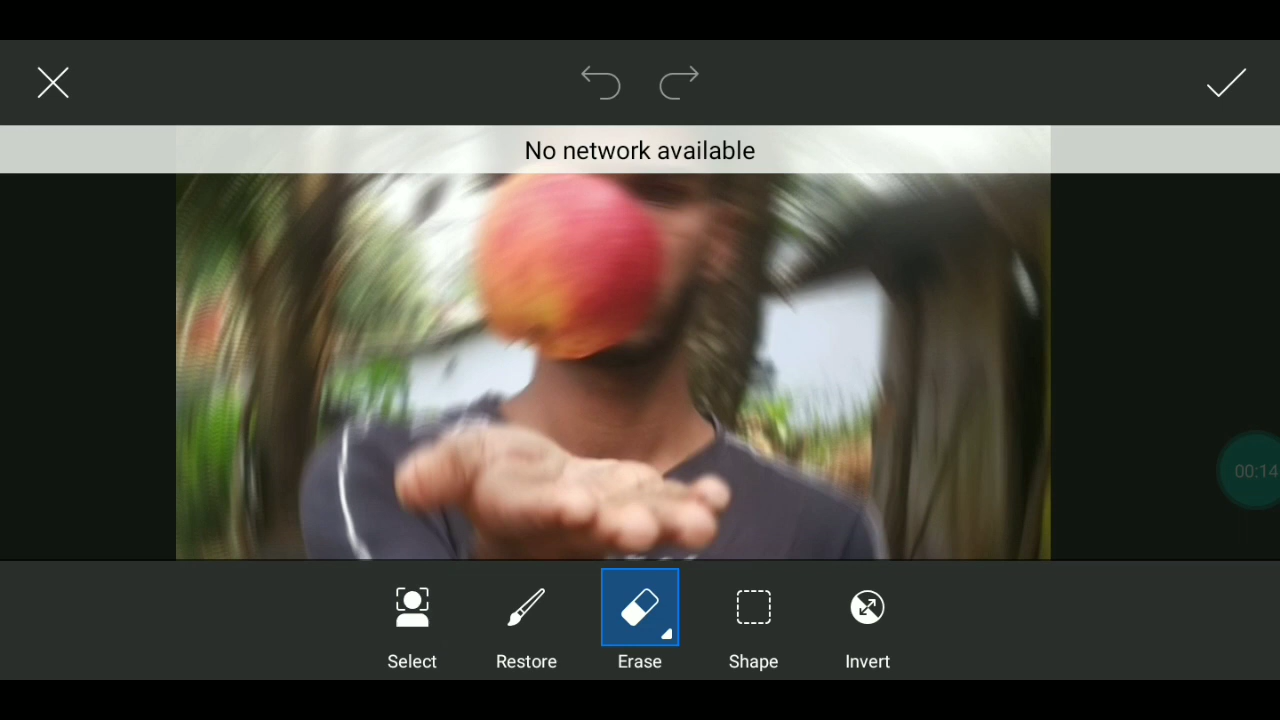 No network available
00:14
Select
Restore
Erase
Shape
Invert